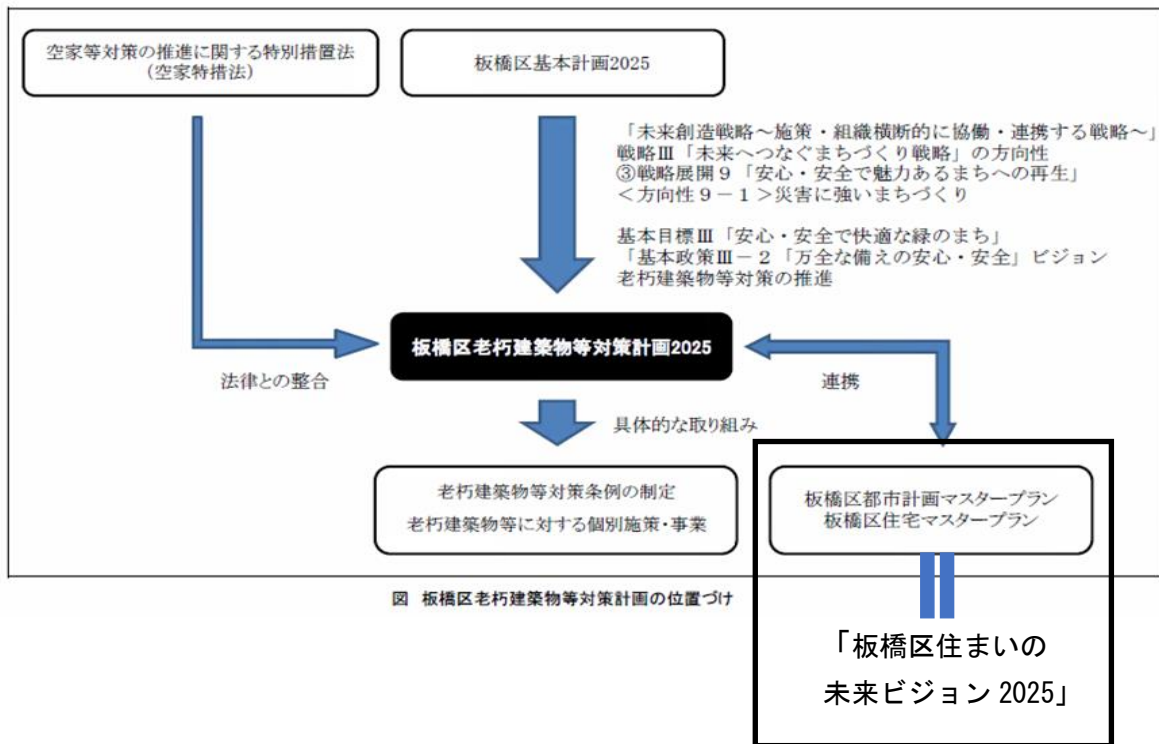 空家等対策の推進に関する特別措置法
(空家特措法)
板橋区基本計画2025
「未来創造戦略～施策・組織横断的に協働・連携する戦略～」
戦略Ⅲ「未来へつなぐまちづくり戦略」の方向性
③戦略展開９「安心・安全で魅力あるまちへの再生」
＜方向性９－１＞災害に強いまちづくり
基本目標Ⅲ「安心・安全で快適な緑のまち」
「基本政策Ⅲ－２「万全な備えの安心・安全」ビジョン
老朽建築物等対策の推進
板橋区老朽建築物等対策計画2025
法律との整合
連携
具体的な取り組み
老朽建築物等対策条例の制定
老朽建築物等に対する個別施策・事業
板橋区都市計画マスタープラン
板橋区住宅マスタープラン
図 板橋区老朽建築物等対策計画の位置づけ
「板橋区住まいの
未来ビジョン 2025」